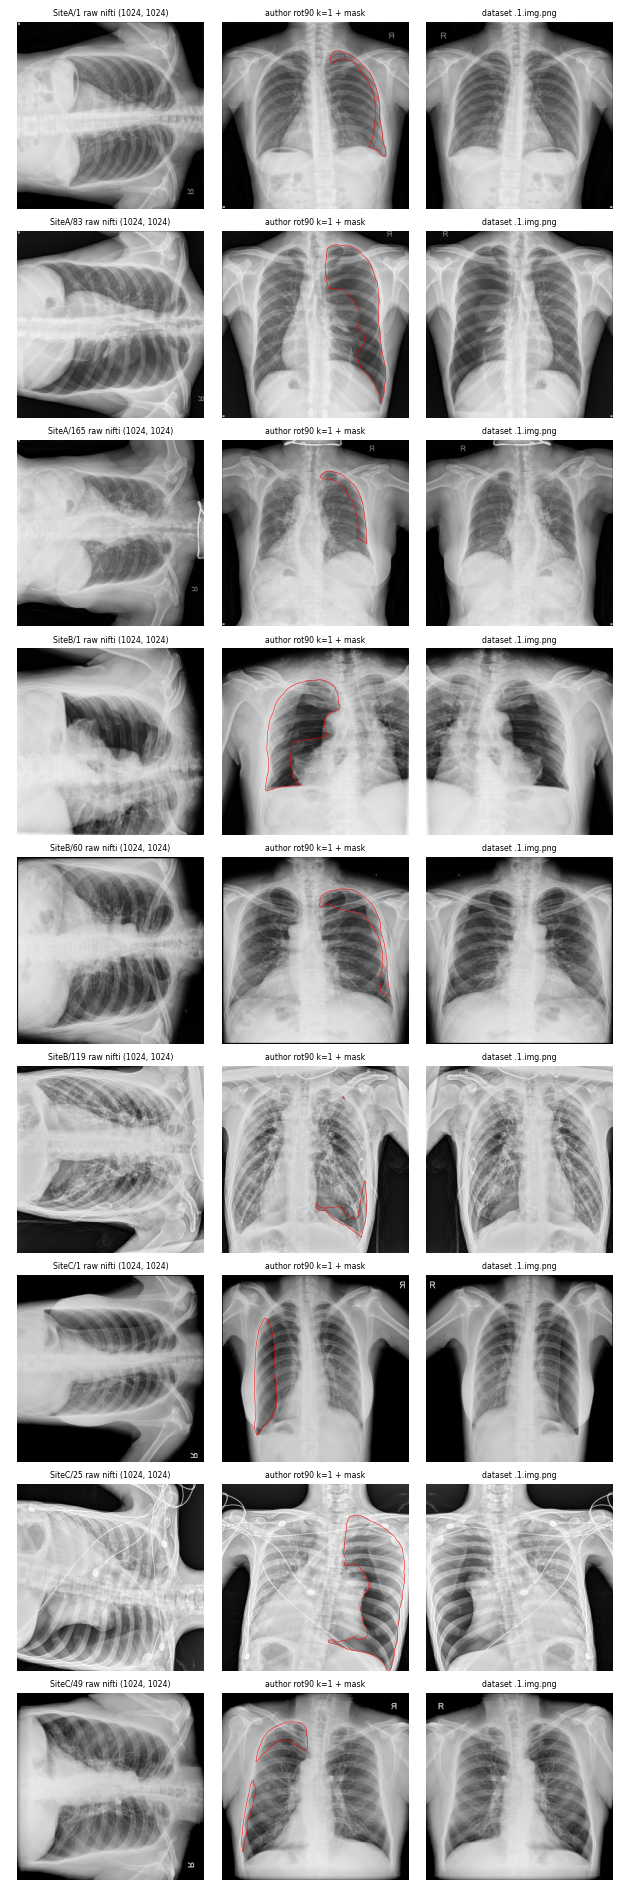 SiteA/1 raw nifti (1024, 1024) author rot90 k=1 + mask dataset .1.img.png
R R
R
SiteA/83 raw nifti (1024, 1024) author rot90 k=1 + mask dataset .1.img.png
R R
R
SiteA/165 raw nifti (1024, 1024) author rot90 k=1 + mask dataset .1.img.png
R R
R
SiteB/1 raw nifti (1024, 1024) author rot90 k=1 + mask dataset .1.img.png
SiteB/60 raw nifti (1024, 1024) author rot90 k=1 + mask dataset .1.img.png
SiteB/119 raw nifti (1024, 1024) author rot90 k=1 + mask dataset .1.img.png
SiteC/1 raw nifti (1024, 1024) author rot90 k=1 + mask dataset .1.img.png
R R
R
SiteC/25 raw nifti (1024, 1024) author rot90 k=1 + mask dataset .1.img.png
SiteC/49 raw nifti (1024, 1024) author rot90 k=1 + mask dataset .1.img.png
R R
R